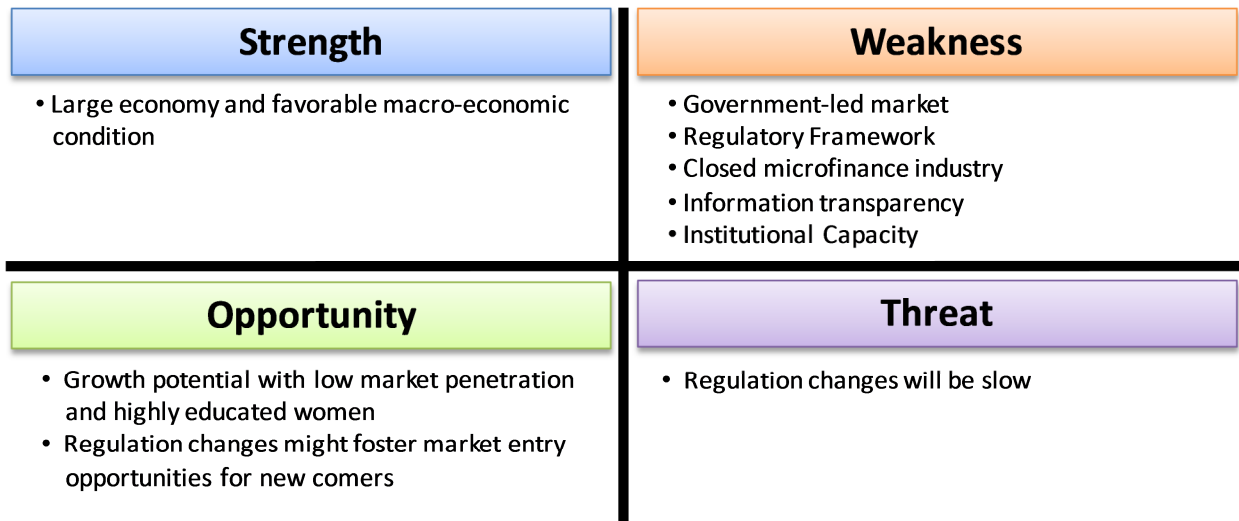 Strength
• Large economy and favorable macro-economic
condition
Weakness
• Government-led market
• Regulatory Framework
• Closed microfinance industry
• Information transparency
• Institutional Capacity
Opportunity
• Growth potential with low market penetration
and highly educated women
• Regulation changes might foster market entry
opportunities for new comers
Threat
• Regulation changes will be slow